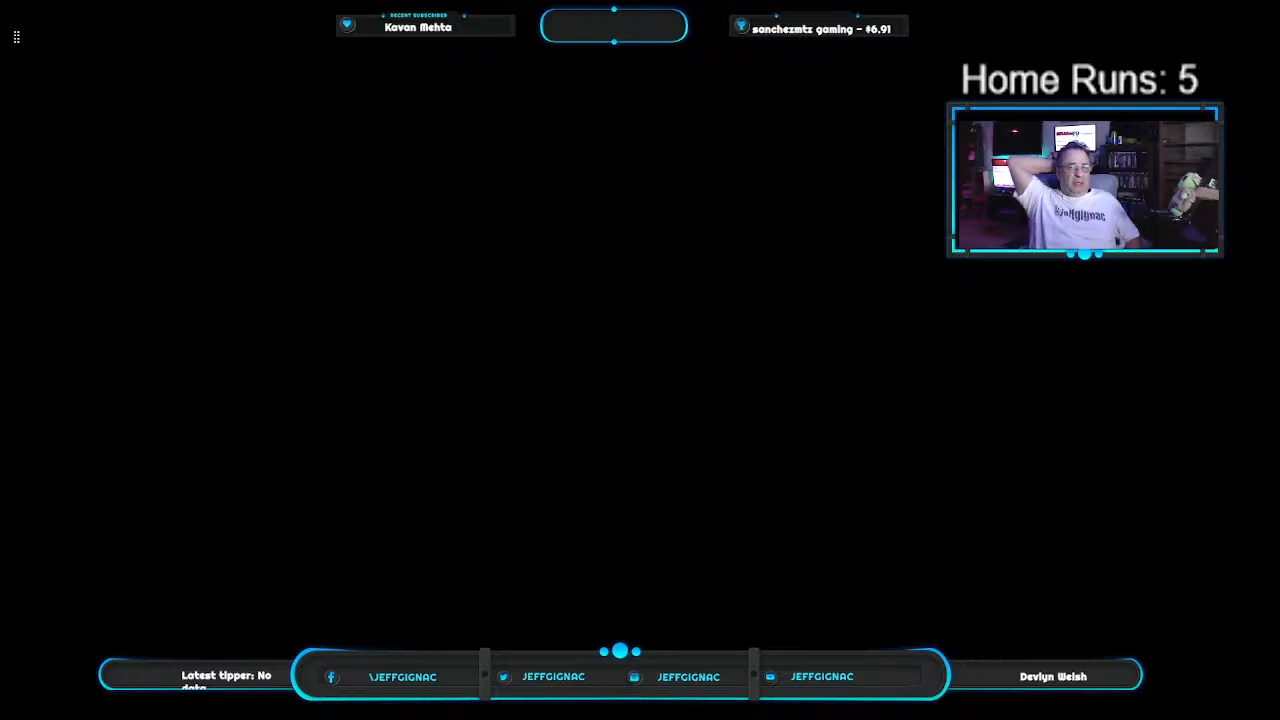 RECENT SUBSCRIBER
Kavan Mehta
sanchezmtz gaming - $6.91
Home Runs: 5
Latest tipper: No
data
\JEFFGIGNAC
JEFFGIGNAC
JEFFGIGNAC
JEFFGIGNAC
Devlyn Welsh